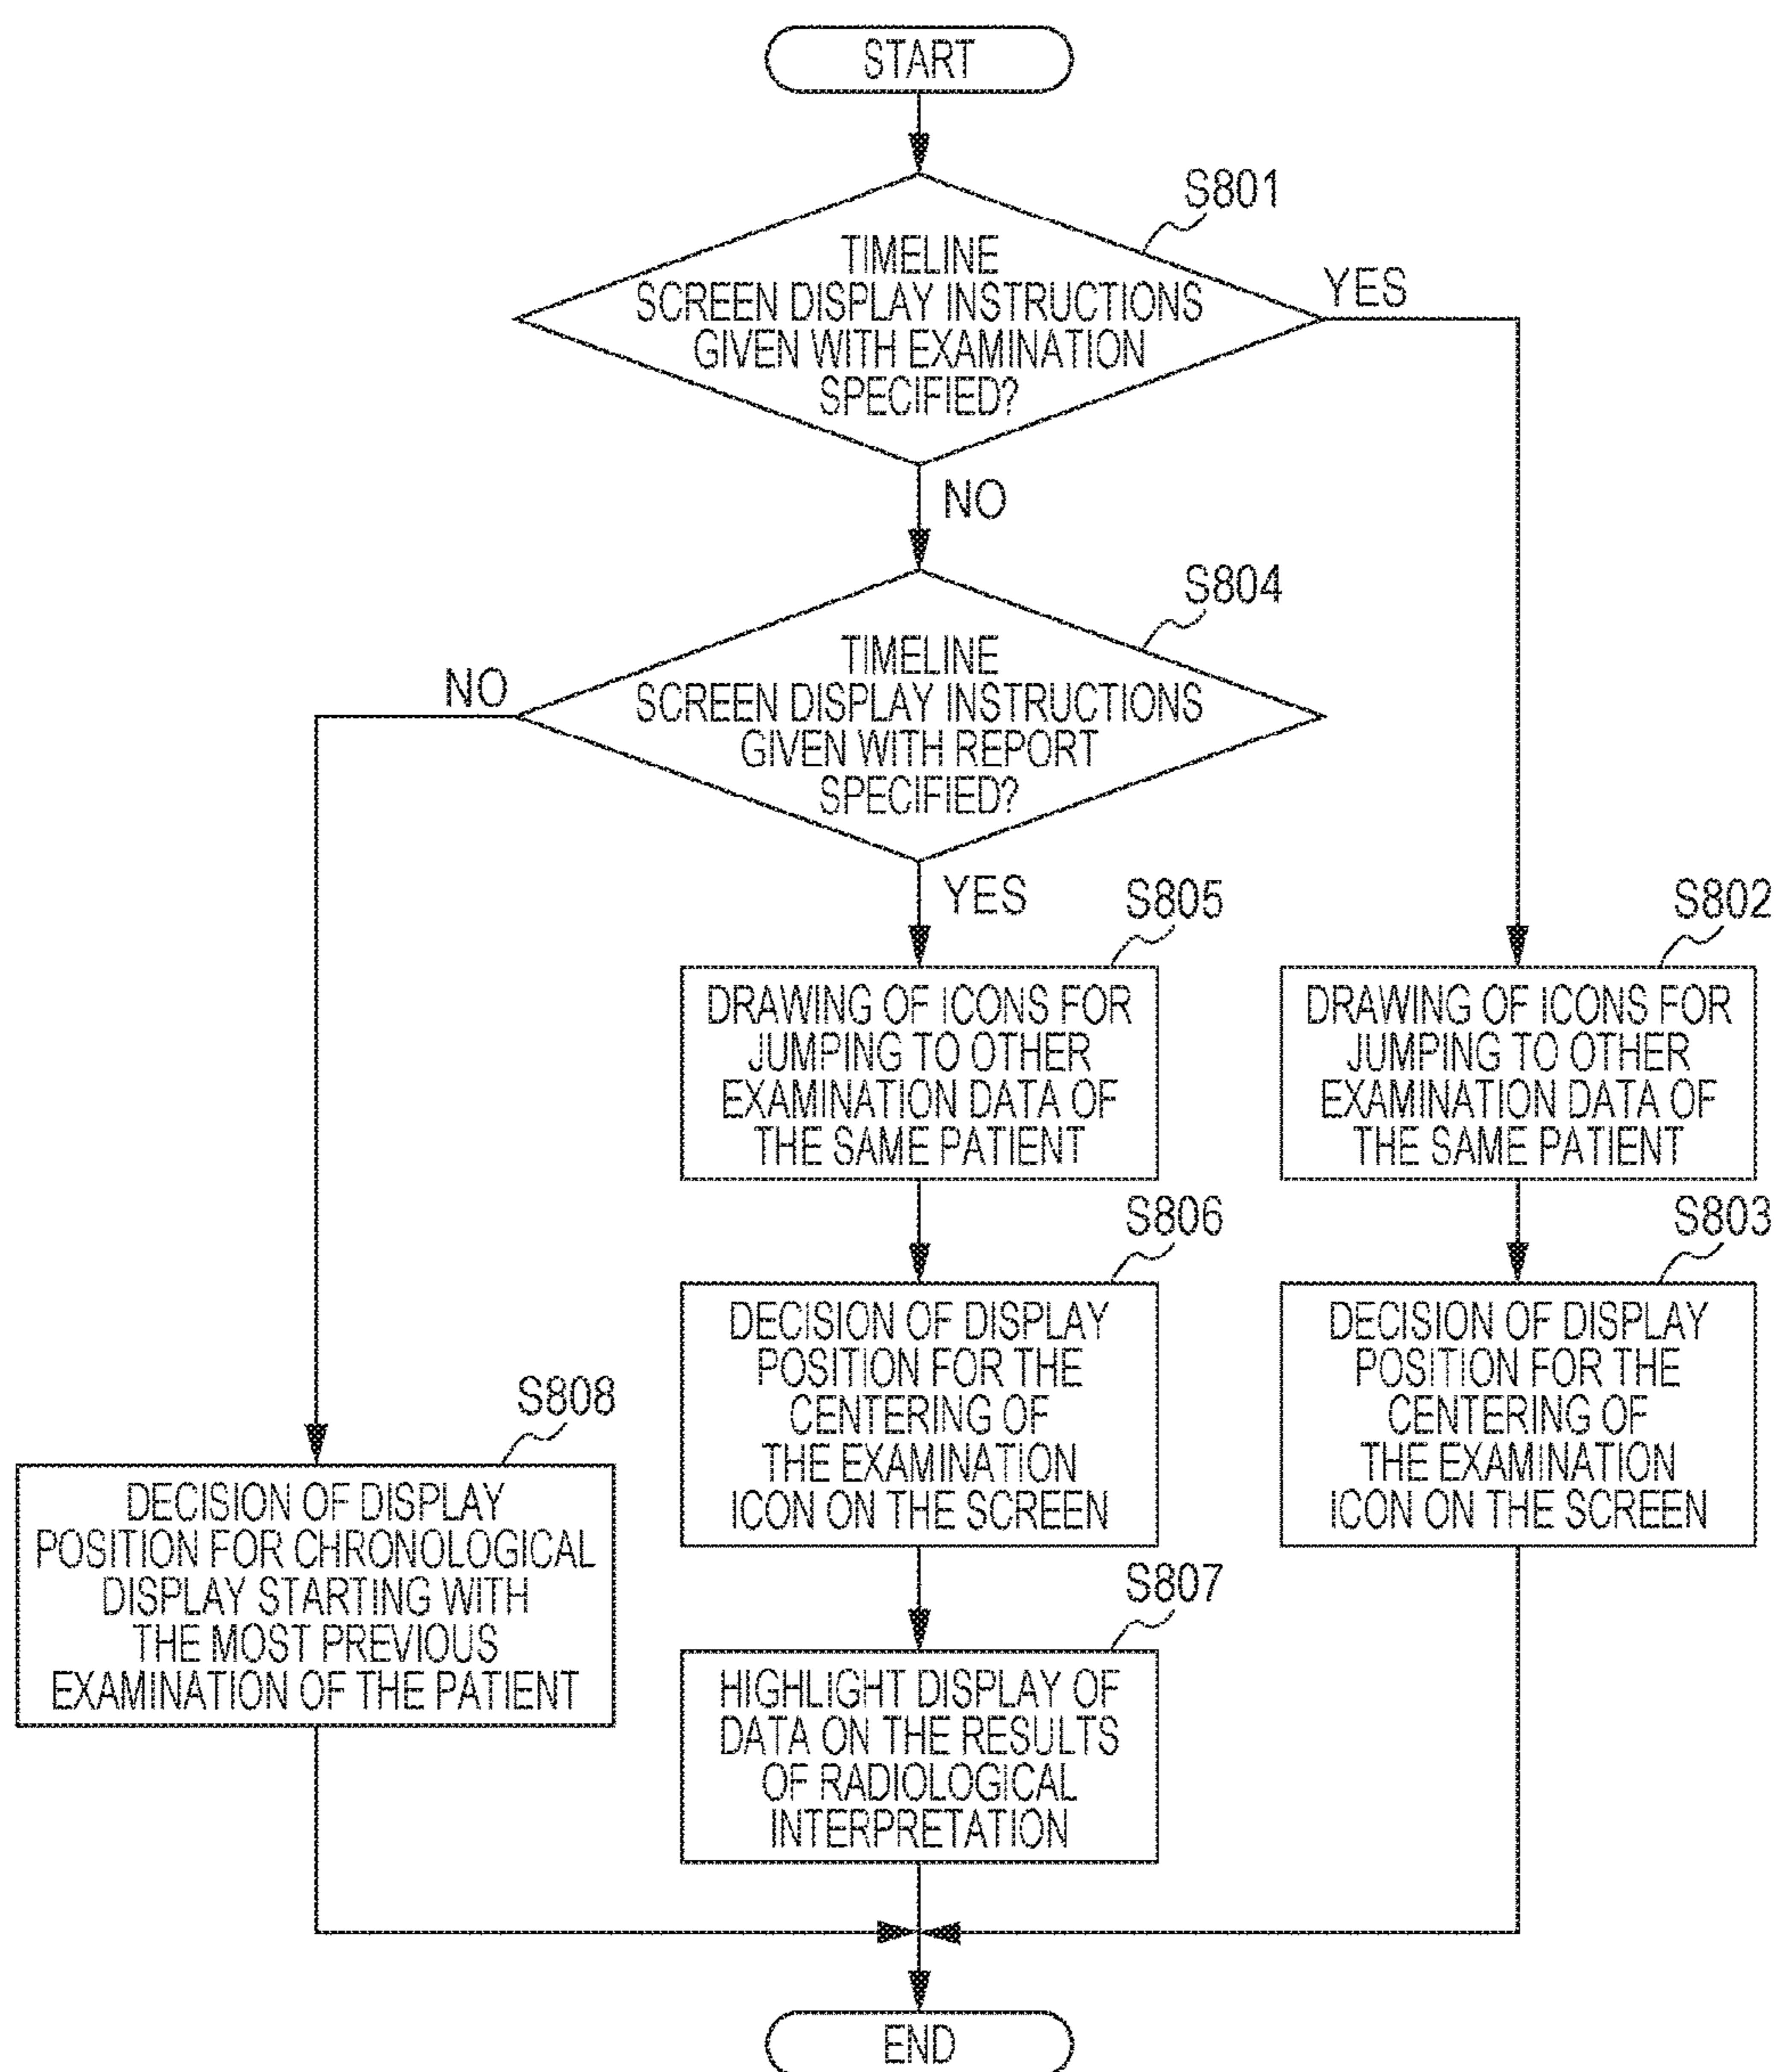 START
S801
TIMELINE
SCREEN DISPLAY INSTRUCTIONS
GIVEN WITH EXAMINATION
SPECIFIED?
YES
NO
S804
TIMELINE
SCREEN DISPLAY INSTRUCTIONS
GIVEN WITH REPORT
SPECIFIED?
NO
YES
S805
DRAWING OF ICONS FOR
JUMPING TO OTHER
EXAMINATION DATA OF
THE SAME PATIENT
S802
DRAWING OF ICONS FOR
JUMPING TO OTHER
EXAMINATION DATA OF
THE SAME PATIENT
S806
DECISION OF DISPLAY
POSITION FOR THE
CENTERING OF
THE EXAMINATION
ICON ON THE SCREEN
S803
DECISION OF DISPLAY
POSITION FOR THE
CENTERING OF
THE EXAMINATION
ICON ON THE SCREEN
S808
DECISION OF DISPLAY
POSITION FOR CHRONOLOGICAL
DISPLAY STARTING WITH
THE MOST PREVIOUS
EXAMINATION OF THE PATIENT
S807
HIGHLIGHT DISPLAY OF
DATA ON THE RESULTS
OF RADIOLOGICAL
INTERPRETATION
END